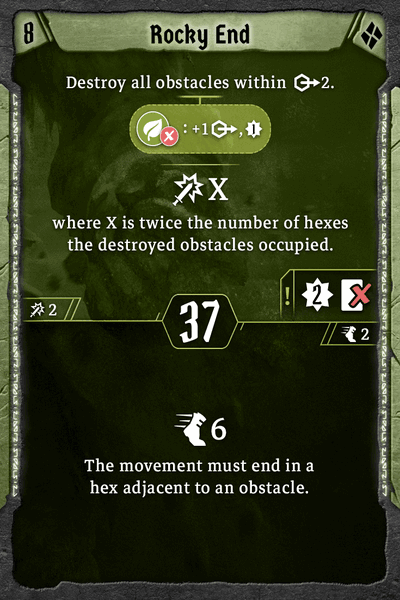 8
Rocky End
Destroy all obstacles within 2.
: +1 , 1
X
where X is twice the number of hexes
the destroyed obstacles occupied.
! 2
2
37
2
6
The movement must end in a
hex adjacent to an obstacle.